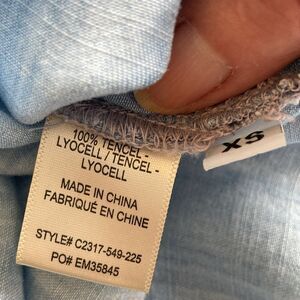 100% TENCEL -
LYOCELL / TENCEL -
LYOCELL
MADE IN CHINA
FABRIQUÉ EN CHINE
STYLE# C2317-549-225
PO# EM35845
XS